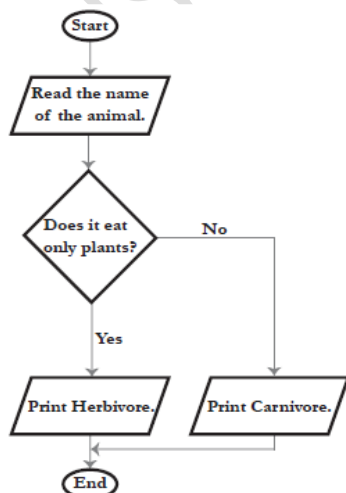 Start
Read the name
of the animal.
Does it eat
only plants?
No
Yes
Print Herbivore.
Print Carnivore.
End